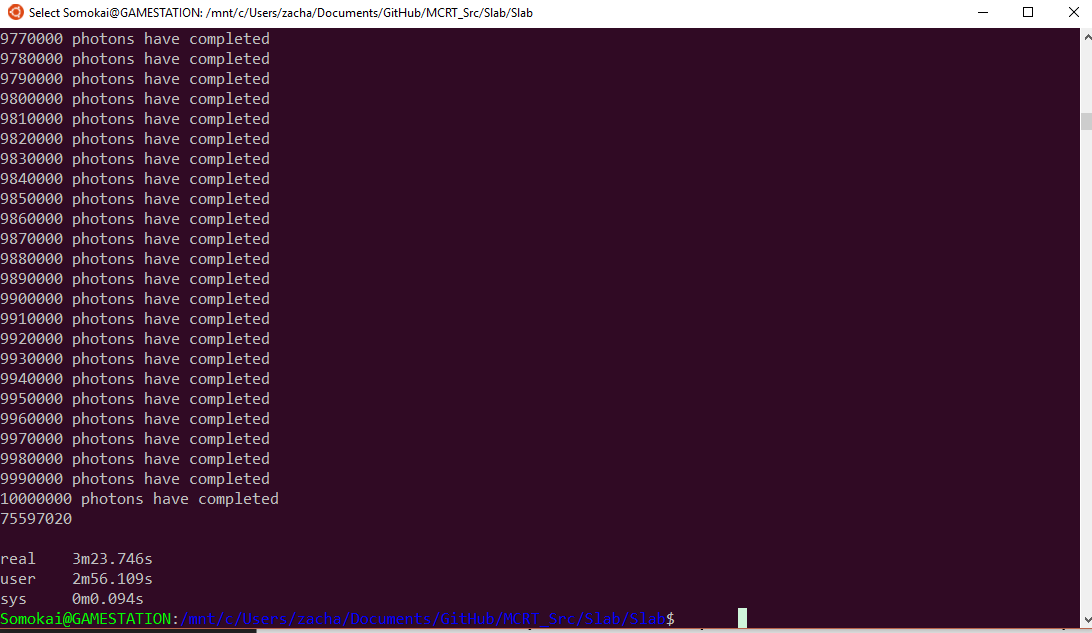 Select Somokai@GAMESTATION: /mnt/c/Users/zacha/Documents/GitHub/MCRT_Src/Slab/Slab
9770000 photons have completed
9780000 photons have completed
9790000 photons have completed
9800000 photons have completed
9810000 photons have completed
9820000 photons have completed
9830000 photons have completed
9840000 photons have completed
9850000 photons have completed
9860000 photons have completed
9870000 photons have completed
9880000 photons have completed
9890000 photons have completed
9900000 photons have completed
9910000 photons have completed
9920000 photons have completed
9930000 photons have completed
9940000 photons have completed
9950000 photons have completed
9960000 photons have completed
9970000 photons have completed
9980000 photons have completed
9990000 photons have completed
10000000 photons have completed
75597020
real 3m23.746s
user 2m56.109s
sys 0m0.094s
Somokai@GAMESTATION:/mnt/c/Users/zacha/Documents/GitHub/MCRT_Src/Slab/Slab$